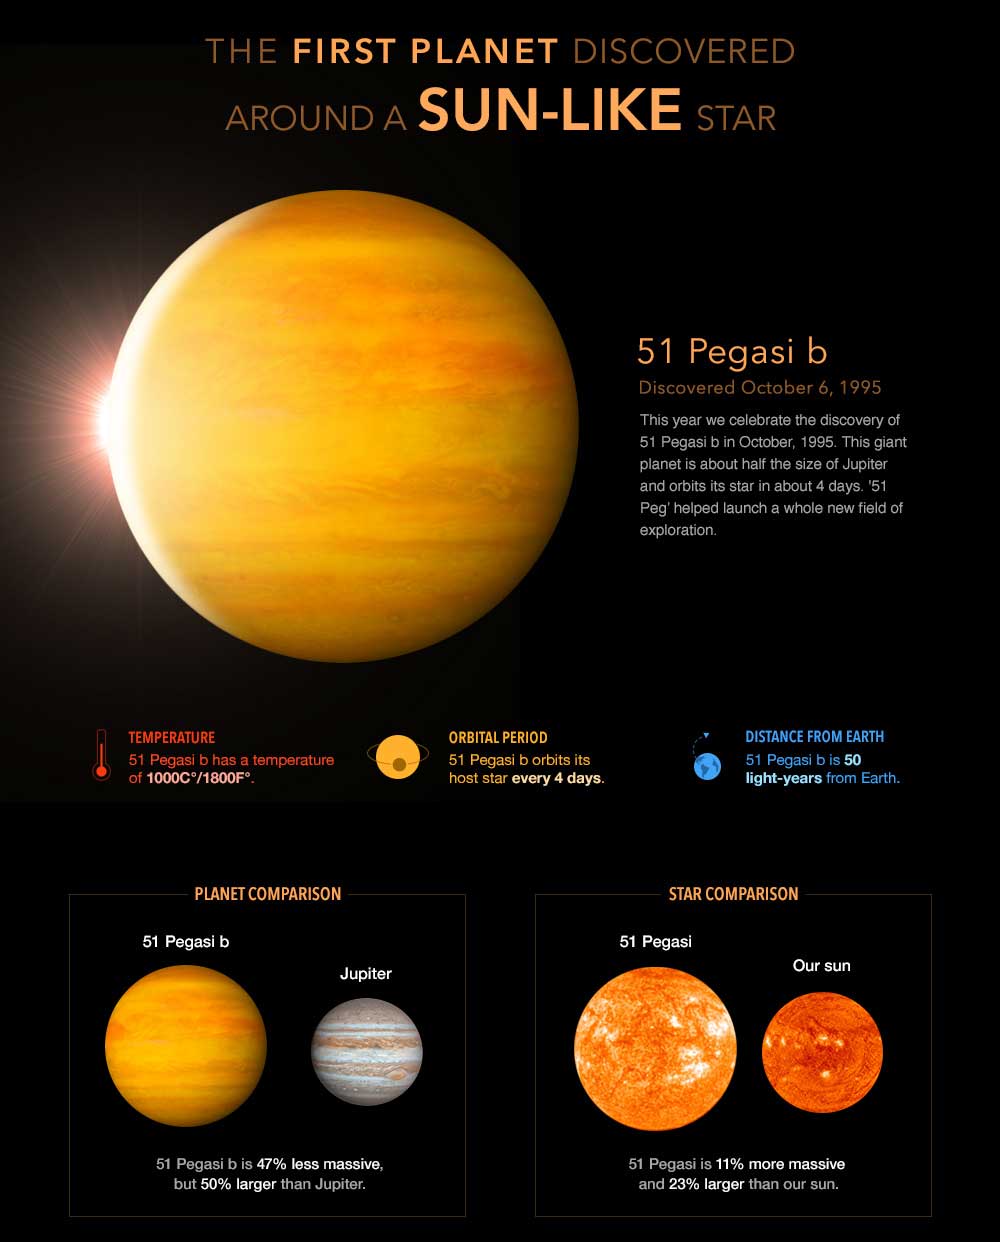 THE FIRST PLANET DISCOVERED
AROUND A SUN-LIKE STAR
51 Pegasi b
Discovered October 6, 1995
This year we celebrate the discovery of
51 Pegasi b in October, 1995. This giant
planet is about half the size of Jupiter
and orbits its star in about 4 days. '51
Peg' helped launch a whole new field of
exploration.
TEMPERATURE
51 Pegasi b has a temperature
of 1000C°/1800F°.
ORBITAL PERIOD
51 Pegasi b orbits its
host star every 4 days.
DISTANCE FROM EARTH
51 Pegasi b is 50
light-years from Earth.
PLANET COMPARISON
51 Pegasi b
Jupiter
51 Pegasi b is 47% less massive,
but 50% larger than Jupiter.
STAR COMPARISON
51 Pegasi
Our sun
51 Pegasi is 11% more massive
and 23% larger than our sun.